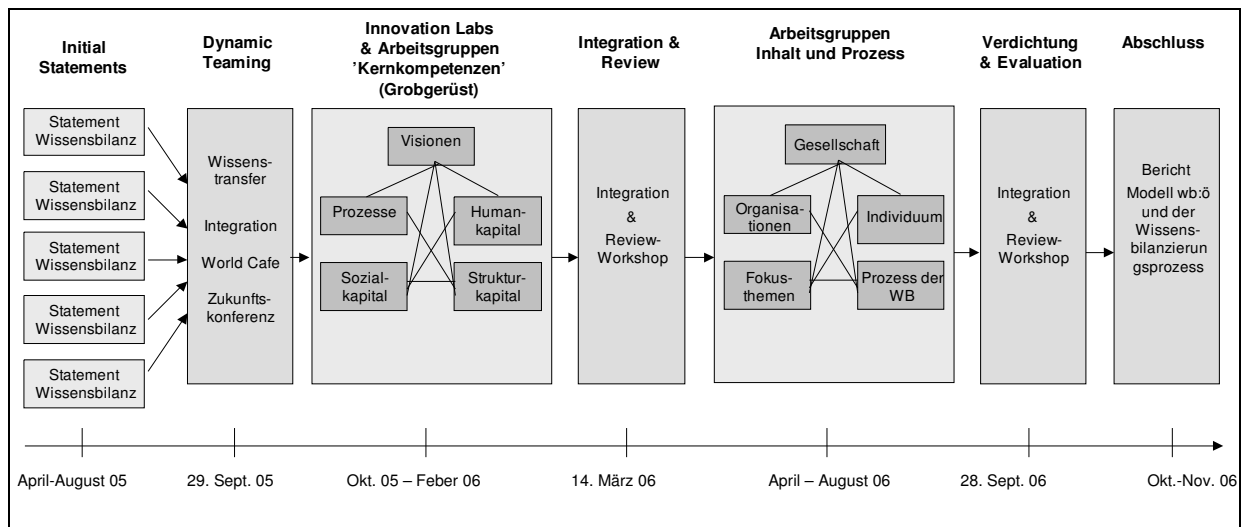 Initial
Statements
Dynamic
Teaming
Innovation Labs
& Arbeitsgruppen
'Kernkompetenzen'
(Grobgerüst)
Integration &
Review
Arbeitsgruppen
Inhalt und Prozess
Verdichtung
& Evaluation
Abschluss
Statement
Wissensbilanz
Statement
Wissensbilanz
Statement
Wissensbilanz
Statement
Wissensbilanz
Statement
Wissensbilanz
Wissens-
transfer
Integration
World Cafe
Zukunfts-
konferenz
Visionen
Prozesse
Human-
kapital
Sozial-
kapital
Struktur-
kapital
Integration
&
Review-
Workshop
Gesellschaft
Organisa-
tionen
Individuum
Fokus-
themen
Prozess der
WB
Integration
&
Review-
Workshop
Bericht
Modell wb:ö
und der
Wissens-
bilanzierun
gsprozess
April-August 05
29. Sept. 05
Okt. 05 – Feber 06
14. März 06
April – August 06
28. Sept. 06
Okt.-Nov. 06